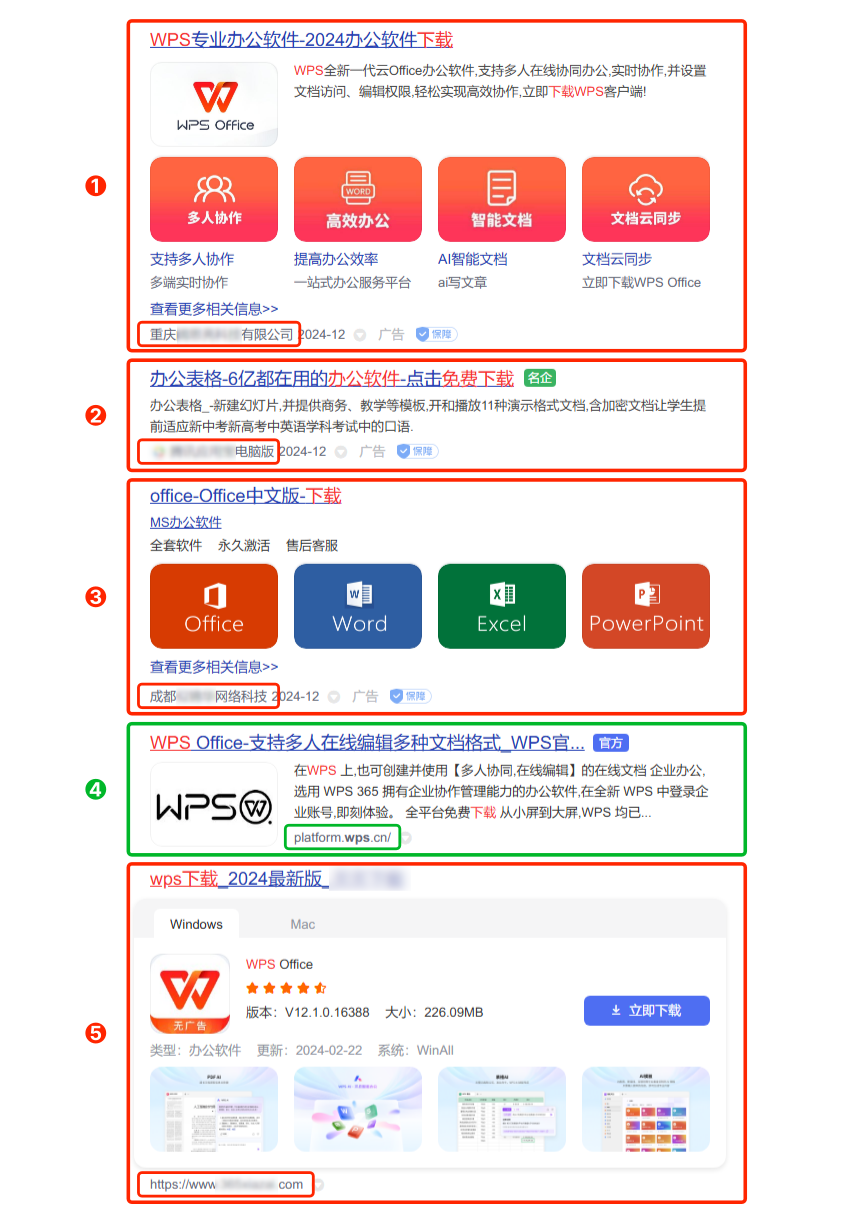 WPS专业办公软件-2024办公软件下载
WPS全新一代云Office办公软件,支持多人在线协同办公,实时协作,并设置
文档访问、编辑权限,轻松实现高效协作,立即下载WPS客户端!
WPS Office
❶
多人协作
WORD
高效办公
智能文档
文档云同步
支持多人协作
提高办公效率
AI智能文档
文档云同步
多端实时协作
一站式办公服务平台
ai写文章
立即下载WPS Office
查看更多相关信息>>
重庆 有限公司 2024-12 广告 保障
办公表格-6亿都在用的办公软件-点击免费下载 名企
❷
办公表格_-新建幻灯片,并提供商务、教学等模板,开和播放11种演示格式文档,含加密文档让学生提
前适应新中考新高考中英语学科考试中的口语.
电脑版 2024-12 广告 保障
office-Office中文版-下载
MS办公软件
全套软件 永久激活 售后客服
❸
Office
Word
Excel
PowerPoint
查看更多相关信息>>
成都 网络科技 2024-12 广告 保障
WPS Office-支持多人在线编辑多种文档格式_WPS官... 官方
❹
WPS
在WPS 上,也可创建并使用【多人协同,在线编辑】的在线文档 企业办公,
选用 WPS 365 拥有企业协作管理能力的办公软件,在全新 WPS 中登录企
业账号,即刻体验。 全平台免费下载 从小屏到大屏,WPS 均已...
platform.wps.cn/
wps下载_2024最新版_
Windows
Mac
WPS Office
版本：V12.1.0.16388 大小：226.09MB
立即下载
无广告
❺
类型：办公软件 更新：2024-02-22 系统：WinAll
PDF AI
AI模板
https://www. com